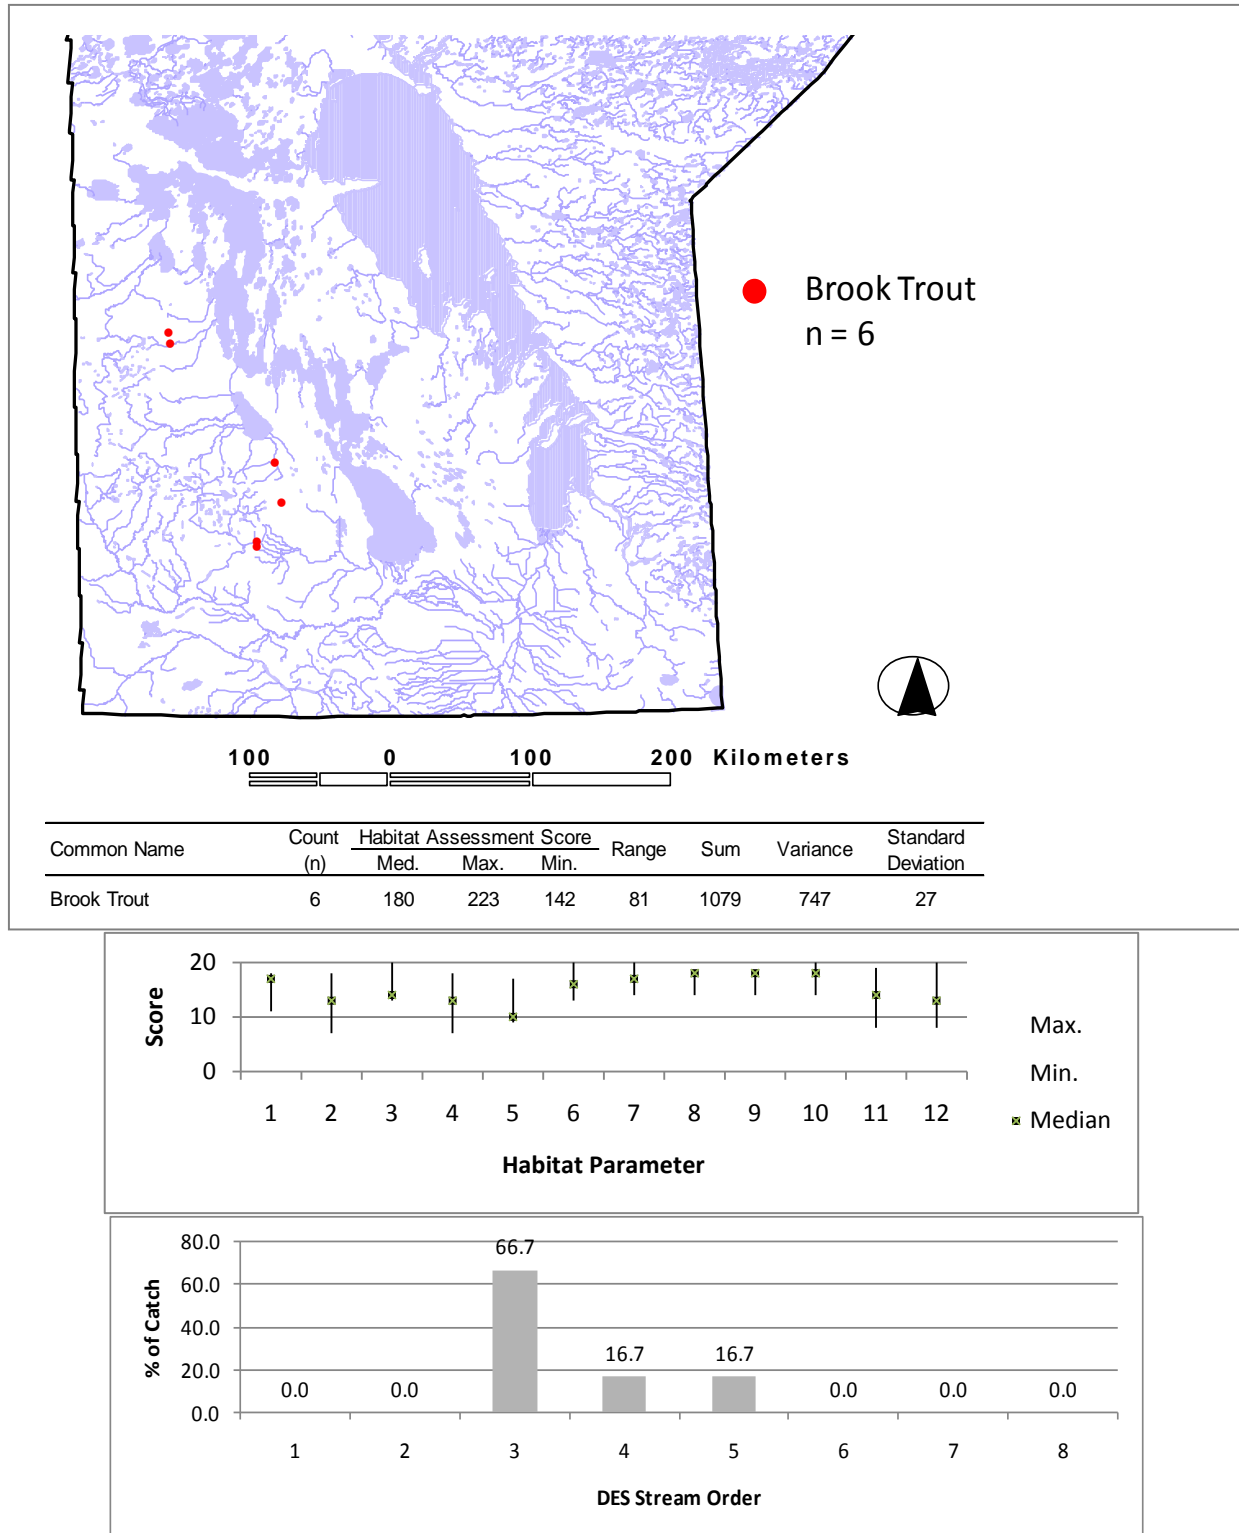 Brook Trout
n = 6
100 0 100 200 Kilometers
Common Name Count (n) Habitat Assessment Score Range Sum Variance Standard Deviation
Med. Max. Min.
Brook Trout 6 180 223 142 81 1079 747 27
20
10
0
Score
1 2 3 4 5 6 7 8 9 10 11 12
Habitat Parameter
Max.
Min.
Median
80.0
60.0
40.0
20.0
0.0
% of Catch
0.0 0.0 66.7 16.7 16.7 0.0 0.0 0.0
1 2 3 4 5 6 7 8
DES Stream Order